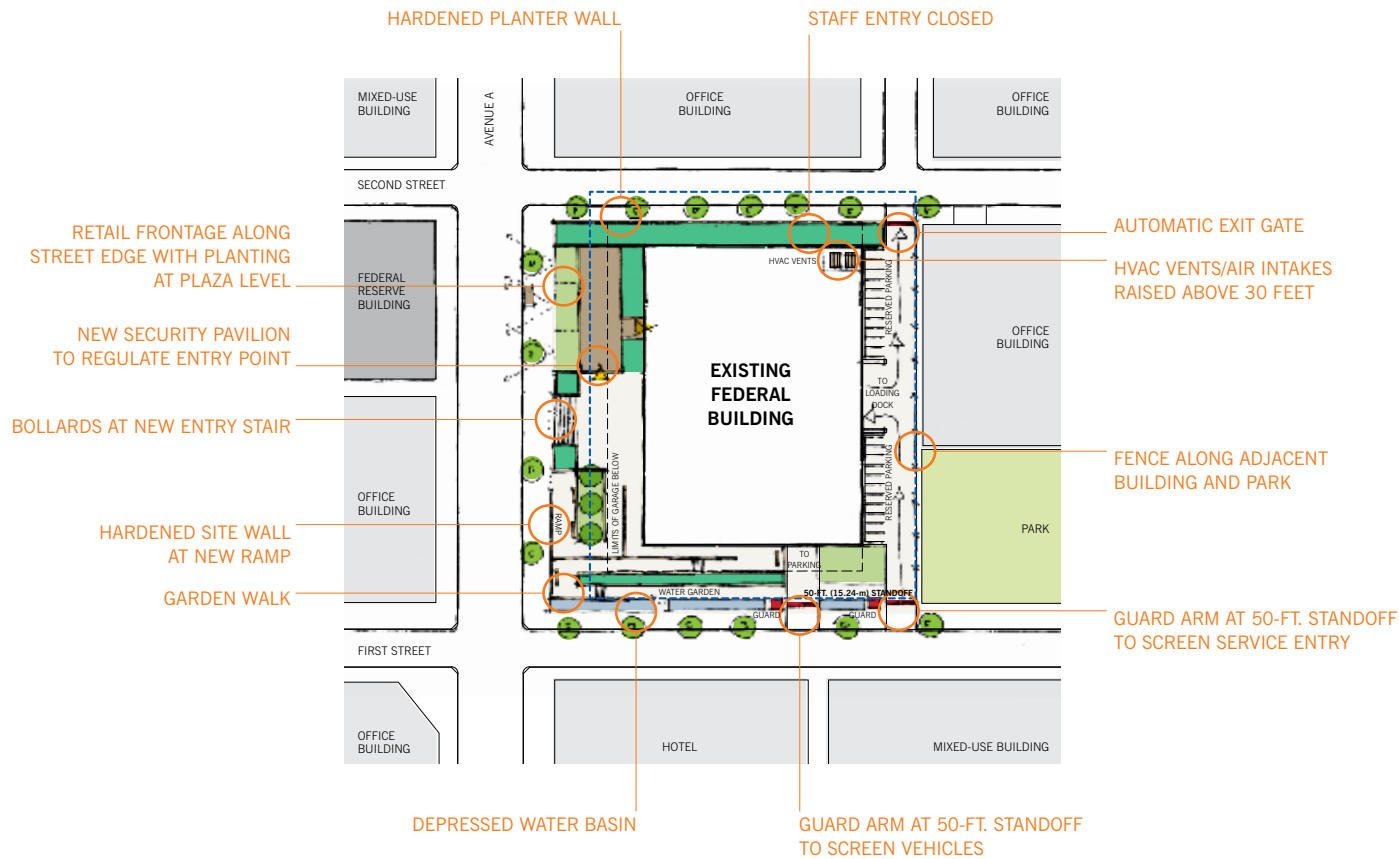 HARDENED PLANTER WALL
STAFF ENTRY CLOSED
MIXED-USE
BUILDING
AVENUE A
OFFICE
BUILDING
OFFICE
BUILDING
SECOND STREET
RETAIL FRONTAGE ALONG
STREET EDGE WITH PLANTING
AT PLAZA LEVEL
NEW SECURITY PAVILION
TO REGULATE ENTRY POINT
BOLLARDS AT NEW ENTRY STAIR
HARDENED SITE WALL
AT NEW RAMP
GARDEN WALK
FEDERAL
RESERVE
BUILDING
OFFICE
BUILDING
HVAC VENTS
RESERVED PARKING
EXISTING
FEDERAL
BUILDING
TO
LOADING
DOCK
RESERVED PARKING
LIMITS OF GARAGE BELOW
RAMP
TO
PARKING
WATER GARDEN
50-FT. (15.24-m) STANDOFF
GUARD
GUARD
OFFICE
BUILDING
PARK
AUTOMATIC EXIT GATE
HVAC VENTS/AIR INTAKES
RAISED ABOVE 30 FEET
FENCE ALONG ADJACENT
BUILDING AND PARK
GUARD ARM AT 50-FT. STANDOFF
TO SCREEN SERVICE ENTRY
FIRST STREET
OFFICE
BUILDING
HOTEL
MIXED-USE BUILDING
DEPRESSED WATER BASIN
GUARD ARM AT 50-FT. STANDOFF
TO SCREEN VEHICLES